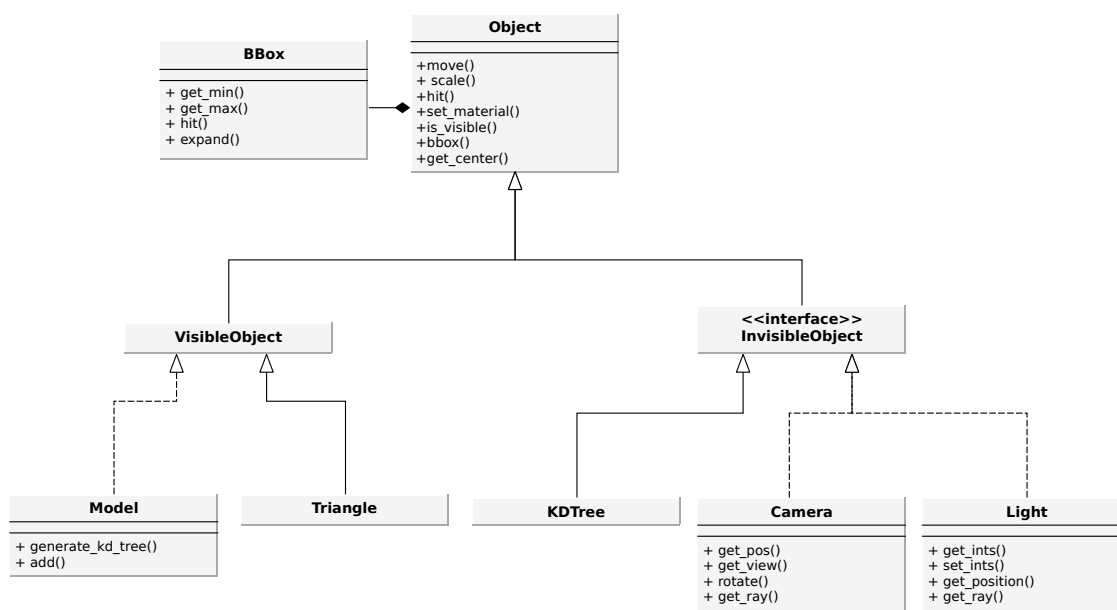 Object
+move()
+ scale()
+hit()
+set_material()
+is_visible()
+bbox()
+get_center()
BBox
+ get_min()
+ get_max()
+ hit()
+ expand()
VisibleObject
<<interface>>
InvisibleObject
Model
+ generate_kd_tree()
+ add()
Triangle
KDTree
Camera
+ get_pos()
+ get_view()
+ rotate()
+ get_ray()
Light
+ get_ints()
+ set_ints()
+ get_position()
+ get_ray()